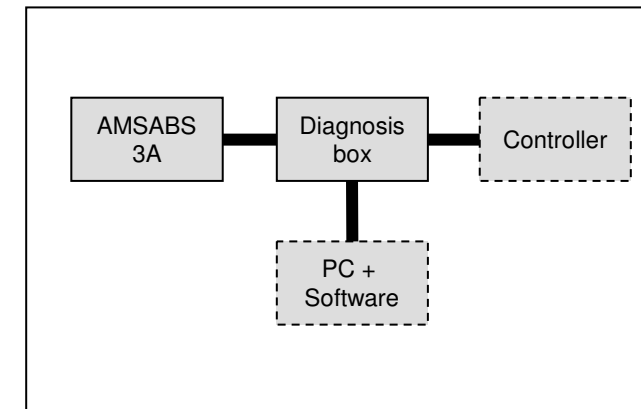 AMSABS
3A
Diagnosis
box
Controller
PC +
Software